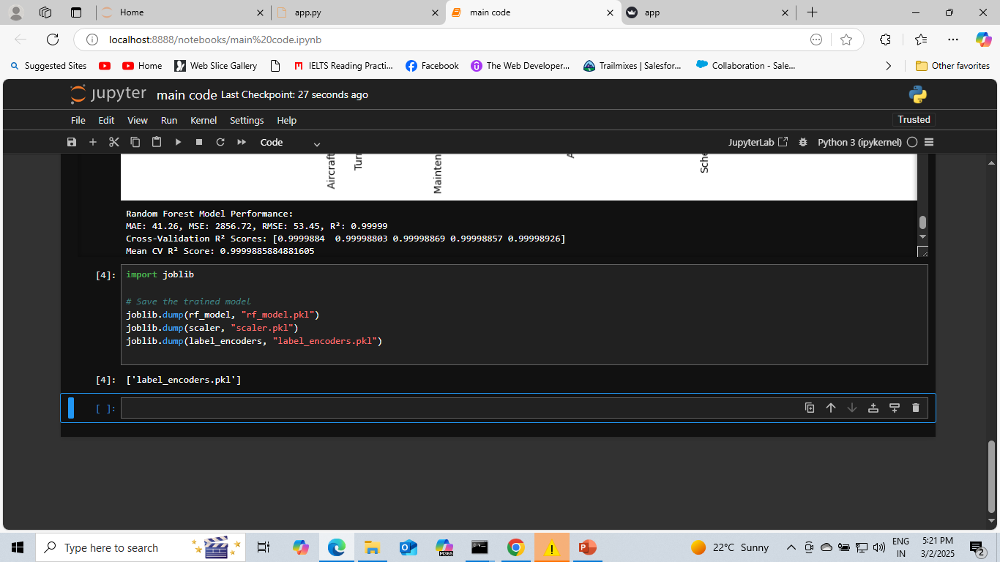 Home
app.py
main code
app
localhost:8888/notebooks/main%20code.ipynb
Suggested Sites
Home
Web Slice Gallery
IELTS Reading Practi...
Facebook
The Web Developer...
Trailmixes | Salesfor...
Collaboration - Sale...
Other favorites
jupyter main code Last Checkpoint: 27 seconds ago
File Edit View Run Kernel Settings Help
Trusted
Code
JupyterLab
Python 3 (ipykernel)
Aircraft
Turn
Mainten
A
Sche
Random Forest Model Performance:
MAE: 41.26, MSE: 2856.72, RMSE: 53.45, R²: 0.99999
Cross-Validation R² Scores: [0.9999884  0.99998803 0.99998869 0.99998857 0.99998926]
Mean CV R² Score: 0.9999885884881605
[4]: import joblib
# Save the trained model
joblib.dump(rf_model, "rf_model.pkl")
joblib.dump(scaler, "scaler.pkl")
joblib.dump(label_encoders, "label_encoders.pkl")
[4]: ['label_encoders.pkl']
[ ]:
Type here to search
M365
22°C Sunny
ENG
IN
5:21 PM
3/2/2025
2